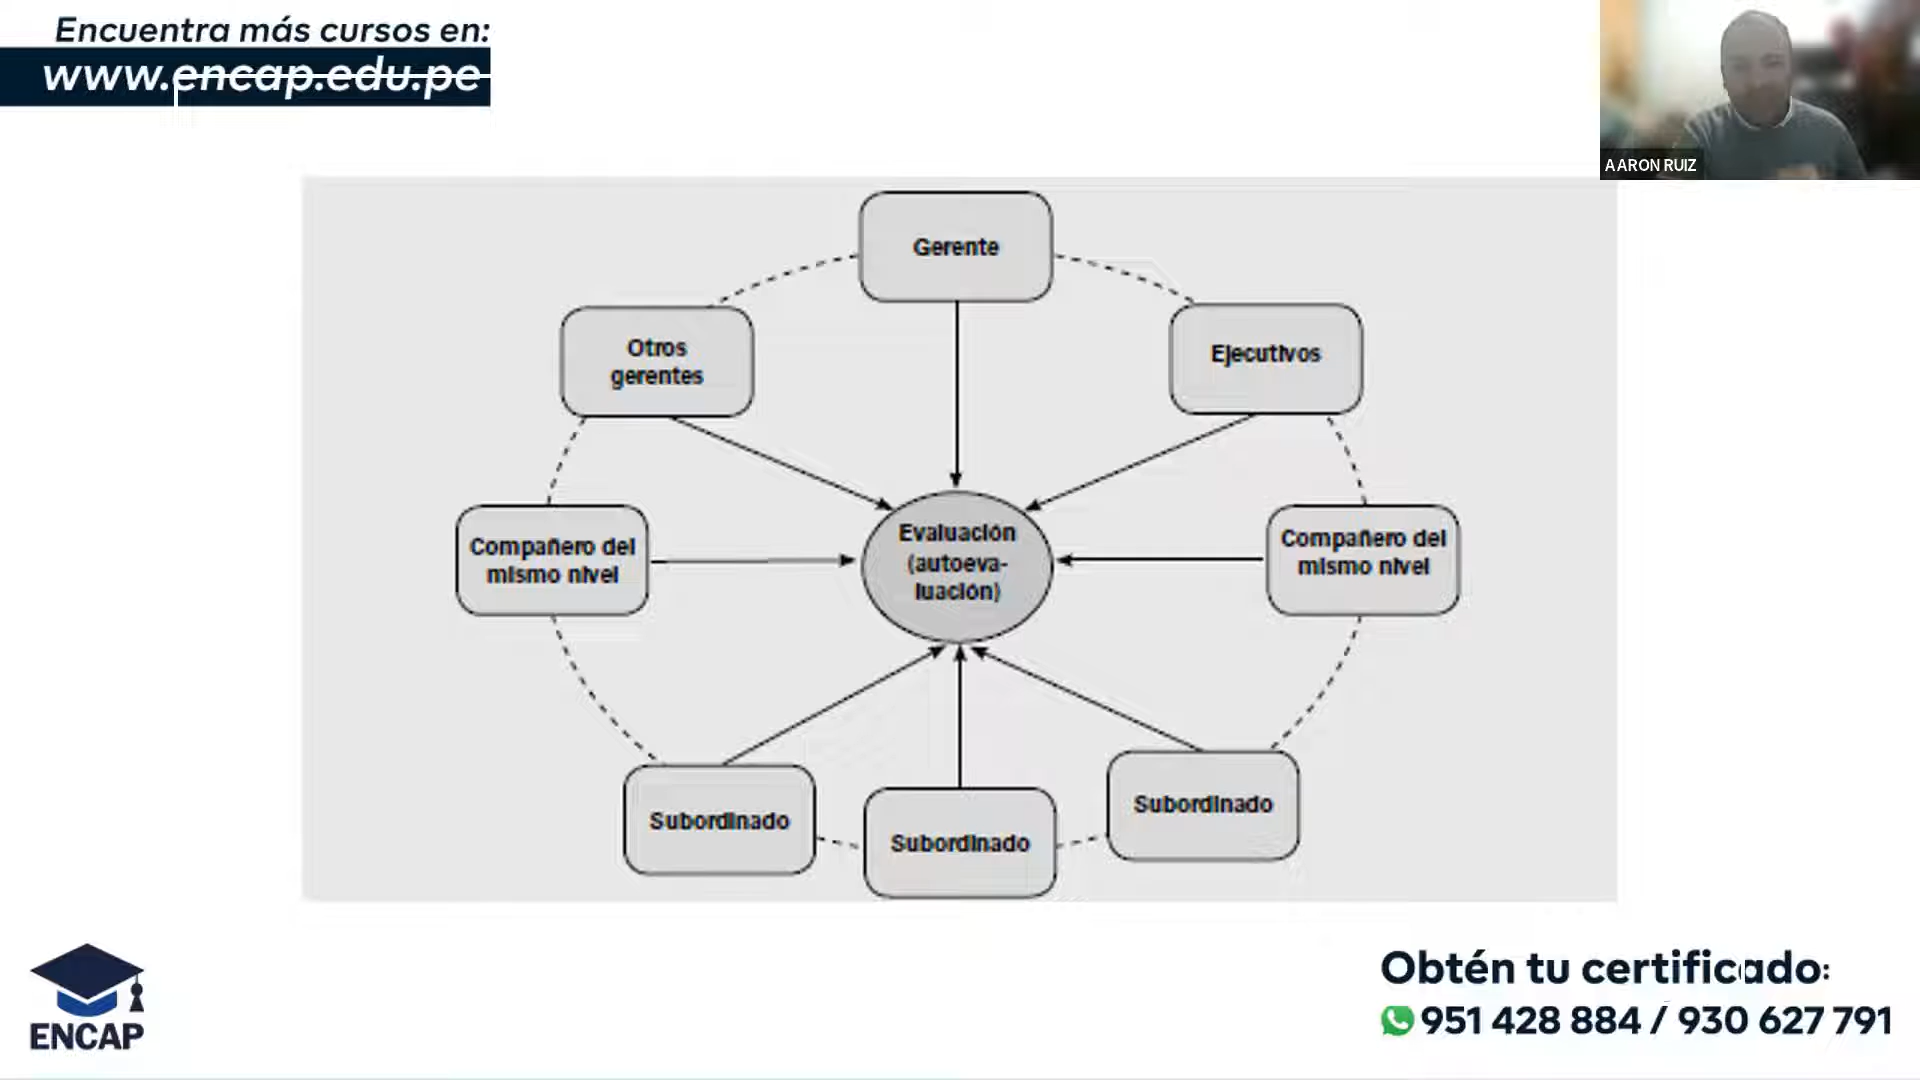 Encuentra más cursos en:
www.encap.edu.pe
AARON RUIZ
Gerente
Otros
gerentes
Ejecutivos
Compañero del
mismo nivel
Evaluación
(autoeva-
luación)
Compañero del
mismo nivel
Subordinado
Subordinado
Subordinado
ENCAP
Obtén tu certificado:
951 428 884 / 930 627 791